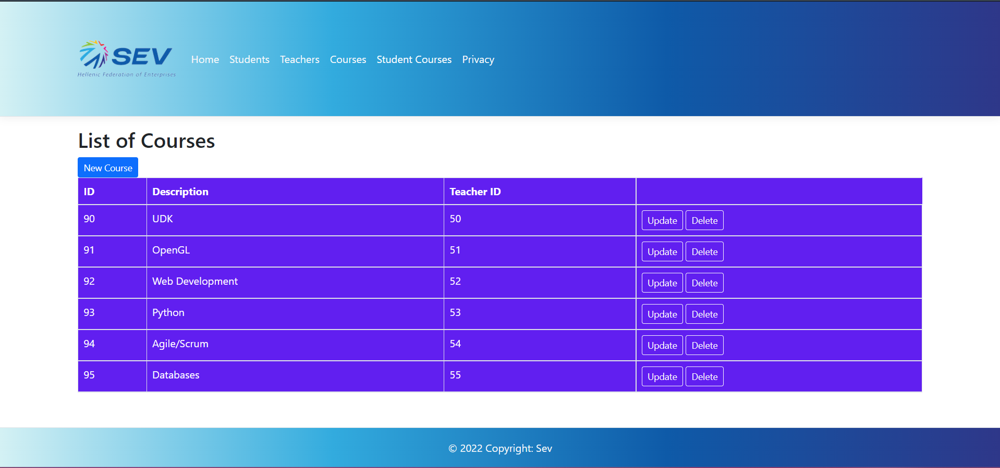 SEV
Hellenic Federation of Enterprises
Home Students Teachers Courses Student Courses Privacy
List of Courses
New Course
ID Description Teacher ID
90 UDK 50 Update Delete
91 OpenGL 51 Update Delete
92 Web Development 52 Update Delete
93 Python 53 Update Delete
94 Agile/Scrum 54 Update Delete
95 Databases 55 Update Delete
© 2022 Copyright: Sev